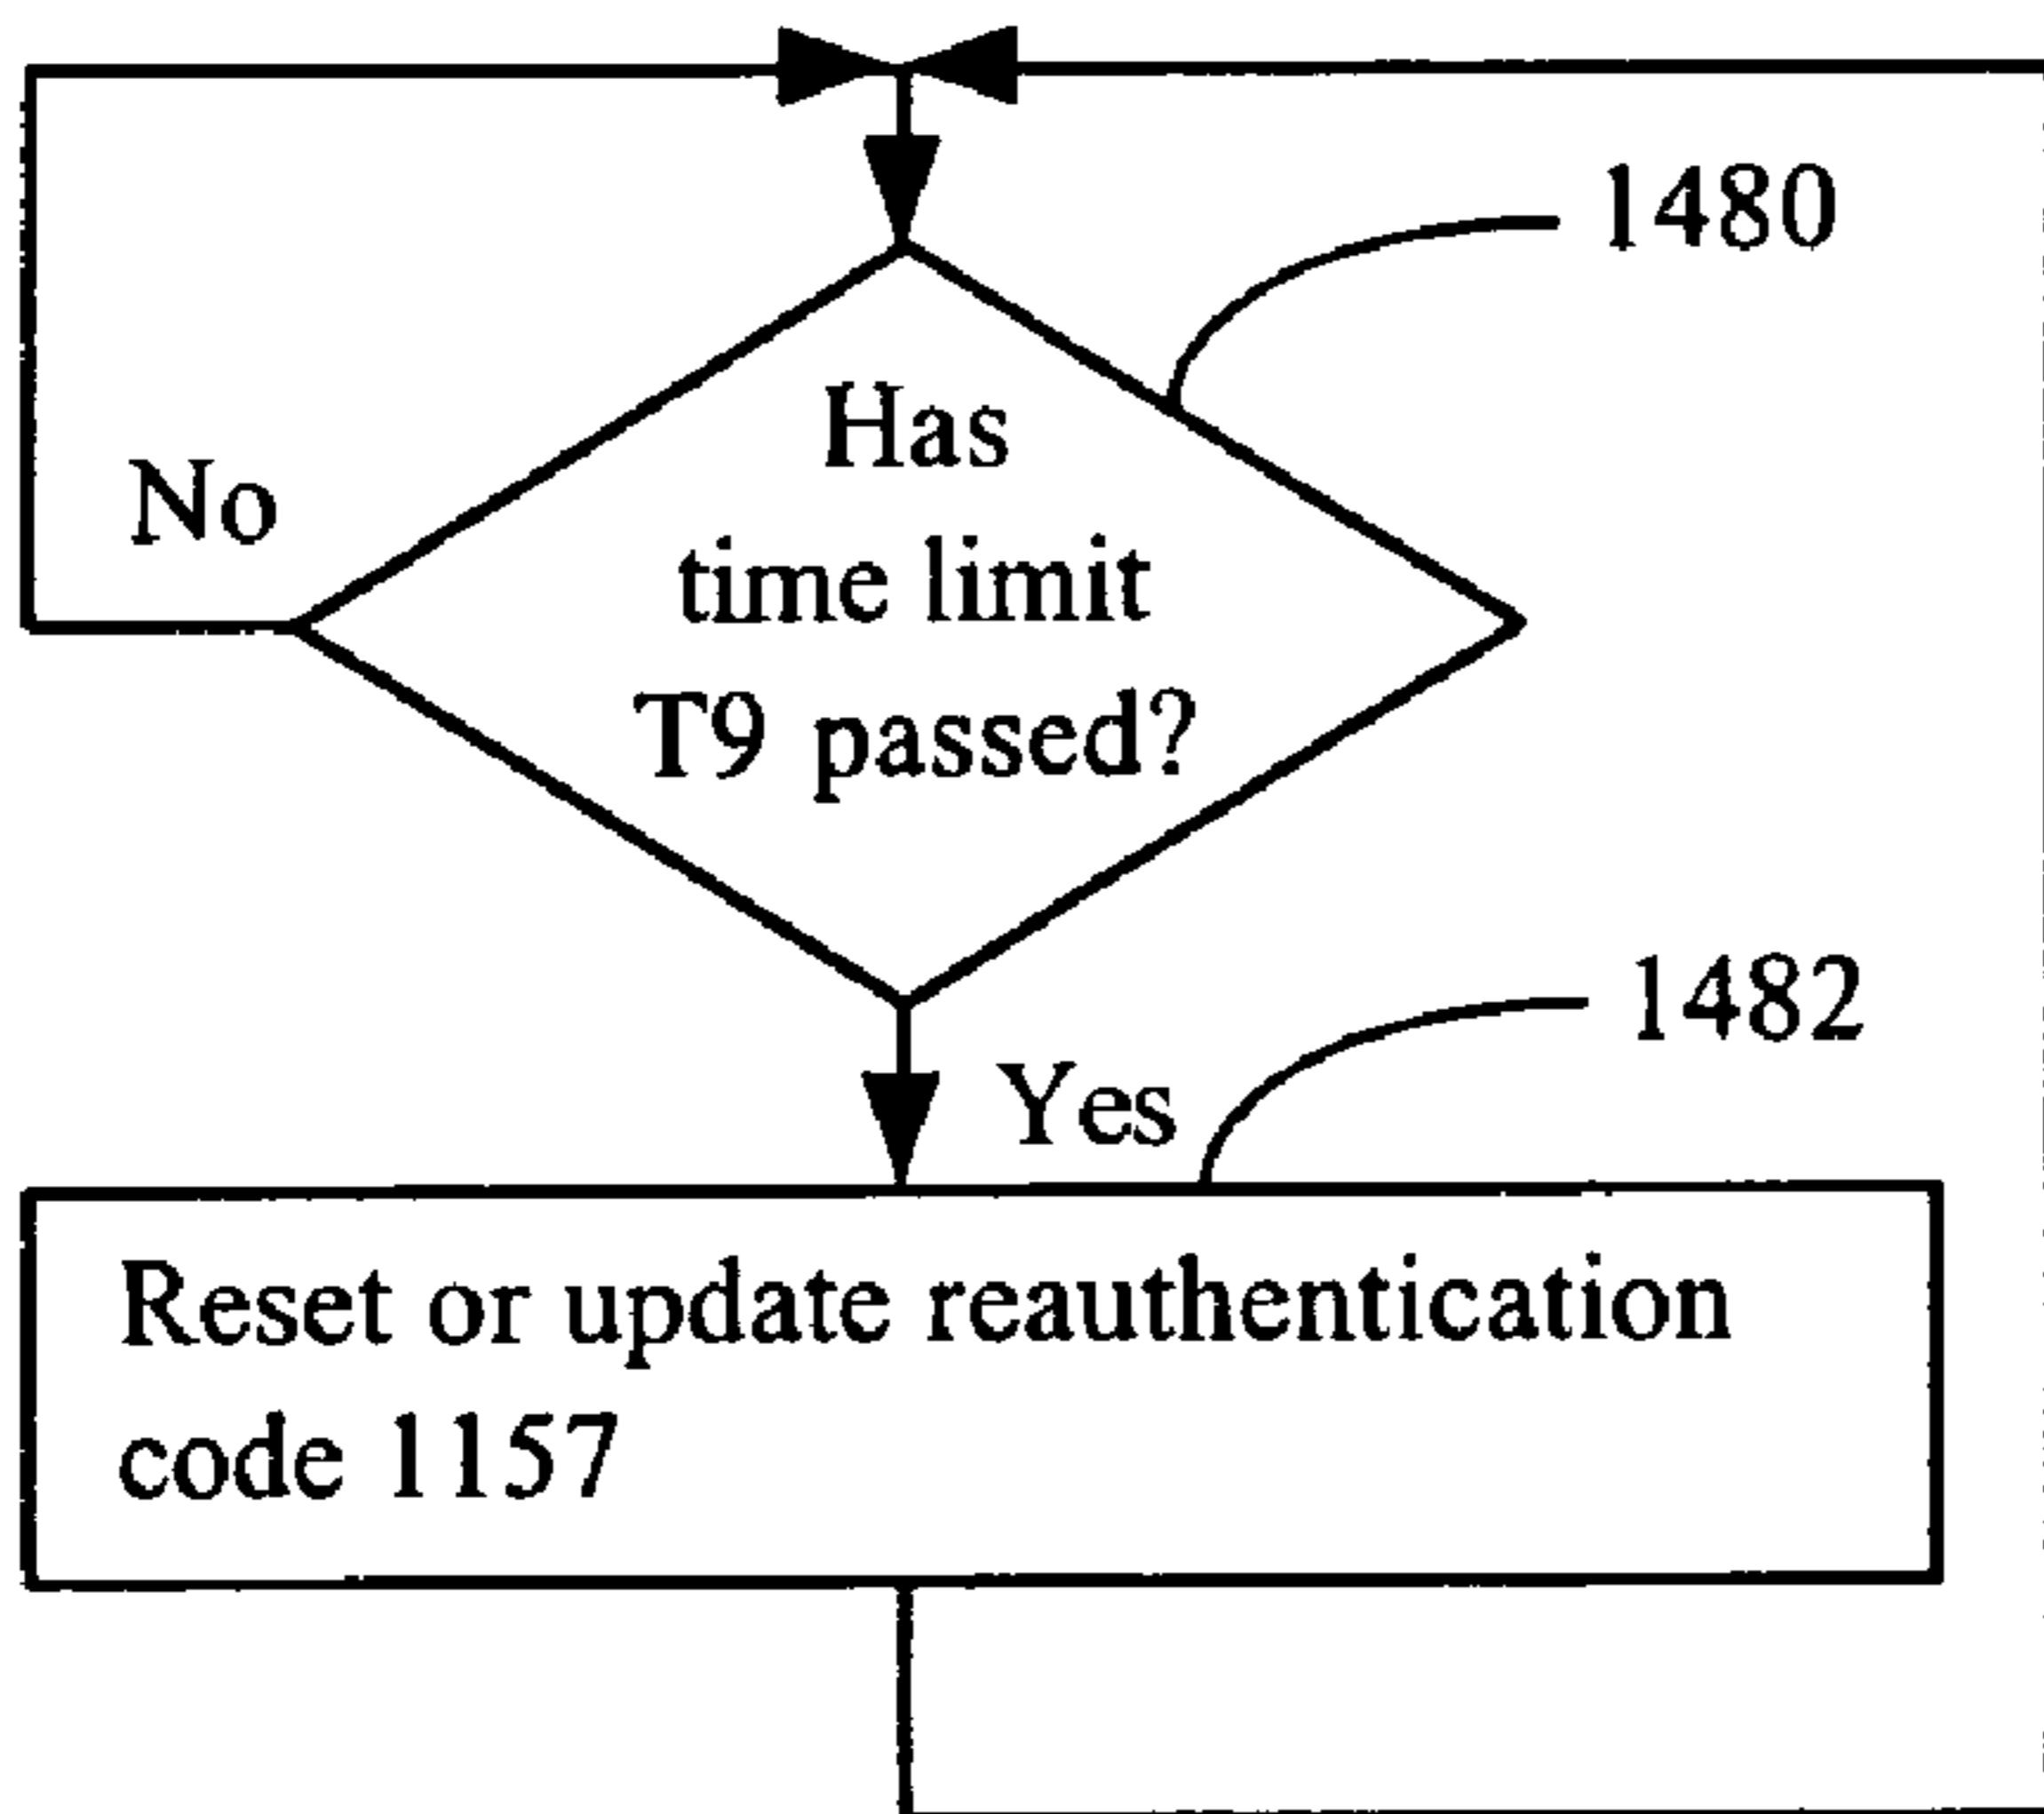 1480
Has
No
time limit
T9 passed?
1482
Yes
Reset or update reauthentication
code 1157